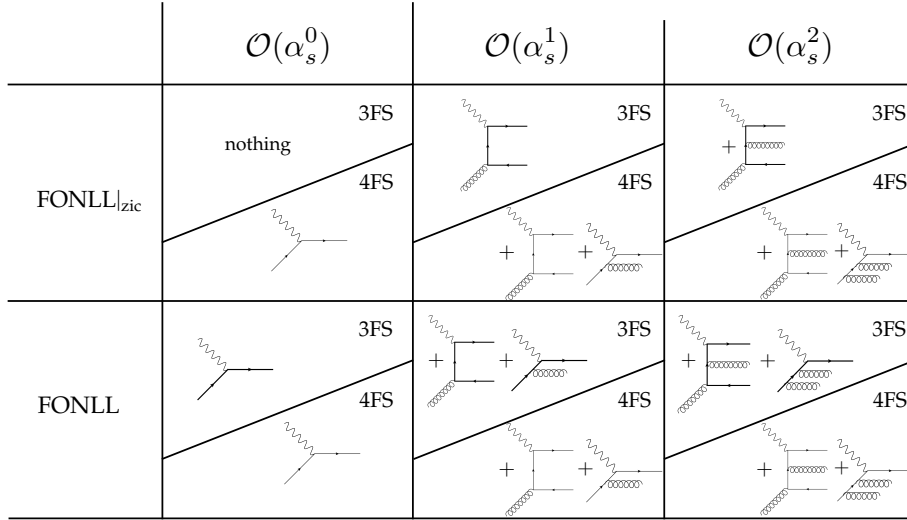 𝒪(α_s^0) 𝒪(α_s^1) 𝒪(α_s^2)
3FS 3FS 3FS
nothing +
FONLL|zic 4FS 4FS 4FS
+ + + +
3FS 3FS 3FS
+ + + +
FONLL 4FS 4FS 4FS
+ + + +